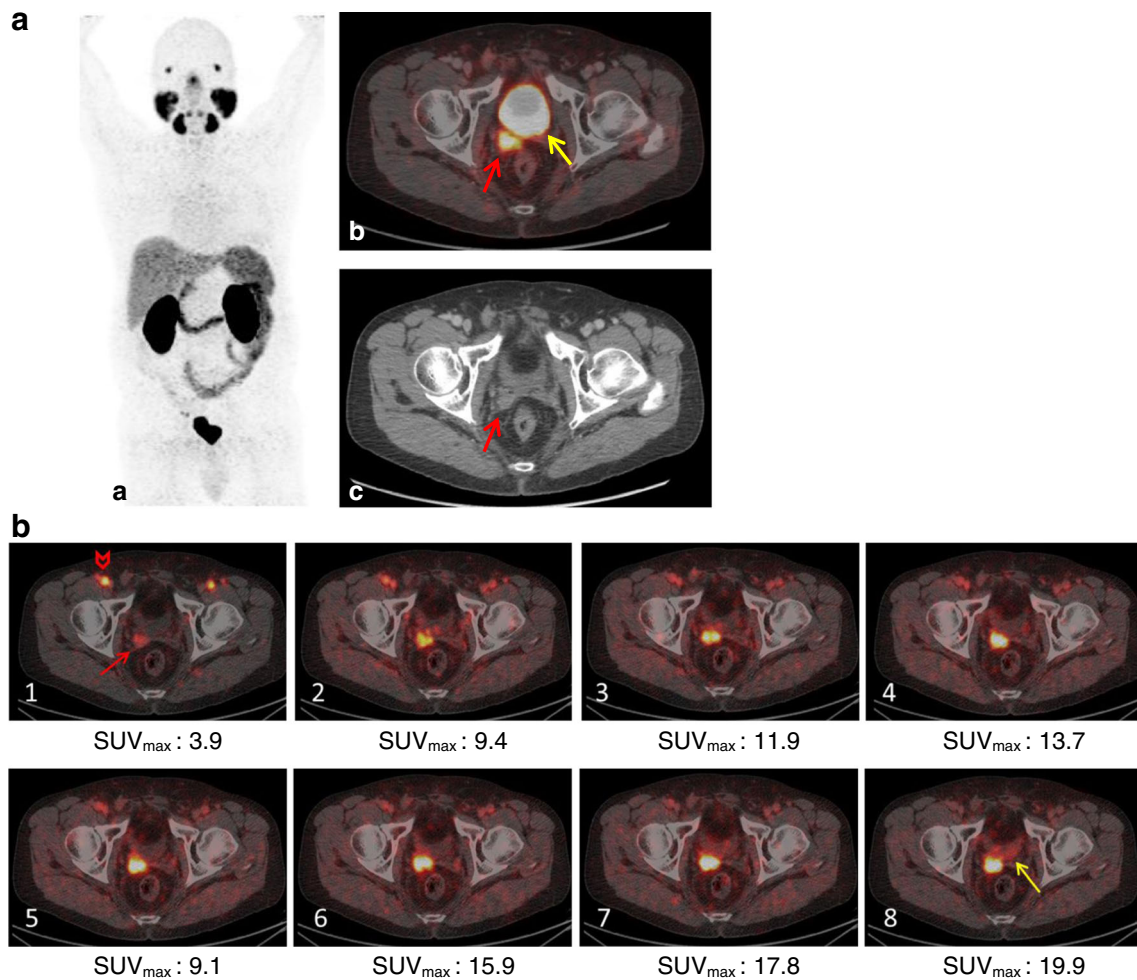 a
a
b
c
b
1
2
3
4
SUVmax : 3.9
SUVmax : 9.4
SUVmax : 11.9
SUVmax : 13.7
5
6
7
8
SUVmax : 9.1
SUVmax : 15.9
SUVmax : 17.8
SUVmax : 19.9